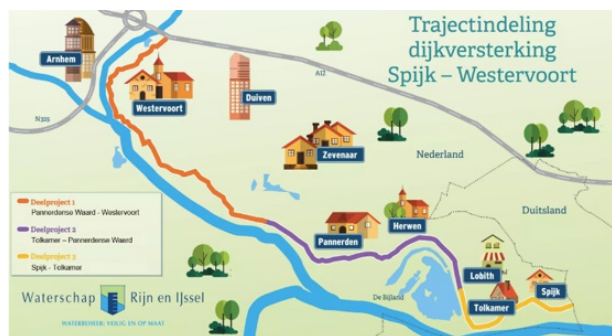 Trajectindeling
dijkversterking
Spijk – Westervoort
Arnhem
A12
Westervoort
Duiven
N325
Zevenaar
Nederland
Duitsland
Deelproject 1
Pannerdense Waard - Westervoort
Deelproject 2
Tolkamer – Pannerdense Waard
Deelproject 3
Spijk - Tolkamer
Herwen
Pannerden
Lobith
Spijk
De Bijland
Tolkamer
Waterschap Rijn en IJssel
WATERBEHEER: VEILIG EN OP MAAT